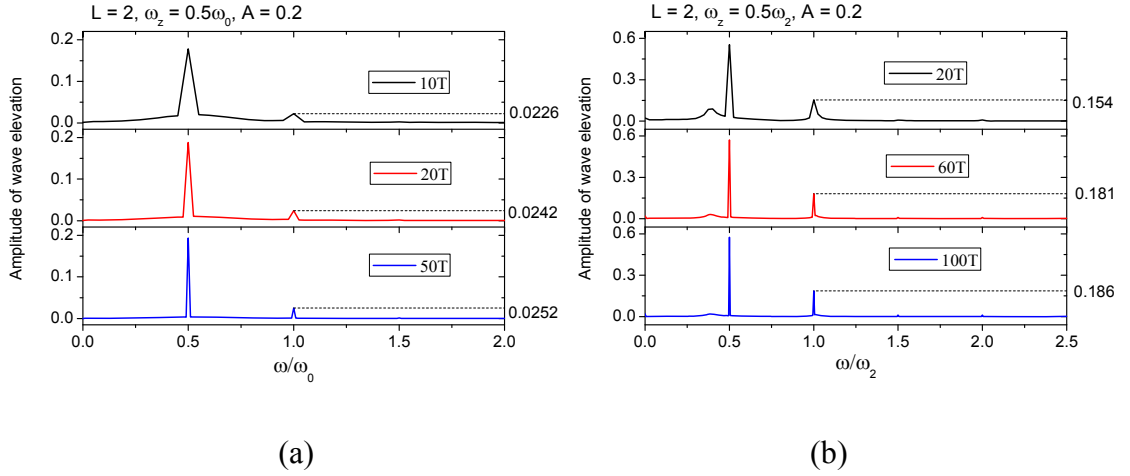 L = 2, ω_z = 0.5ω_0, A = 0.2
Amplitude of wave elevation
0.2
0.1
0.0
10T
0.0226
0.2
0.1
0.0
20T
0.0242
0.2
0.1
0.0
50T
0.0252
0.0 0.5 1.0 1.5 2.0
ω/ω_0
(a)
L = 2, ω_z = 0.5ω_2, A = 0.2
Amplitude of wave elevation
0.6
0.3
0.0
20T
0.154
0.6
0.3
0.0
60T
0.181
0.6
0.3
0.0
100T
0.186
0.0 0.5 1.0 1.5 2.0 2.5
ω/ω_2
(b)